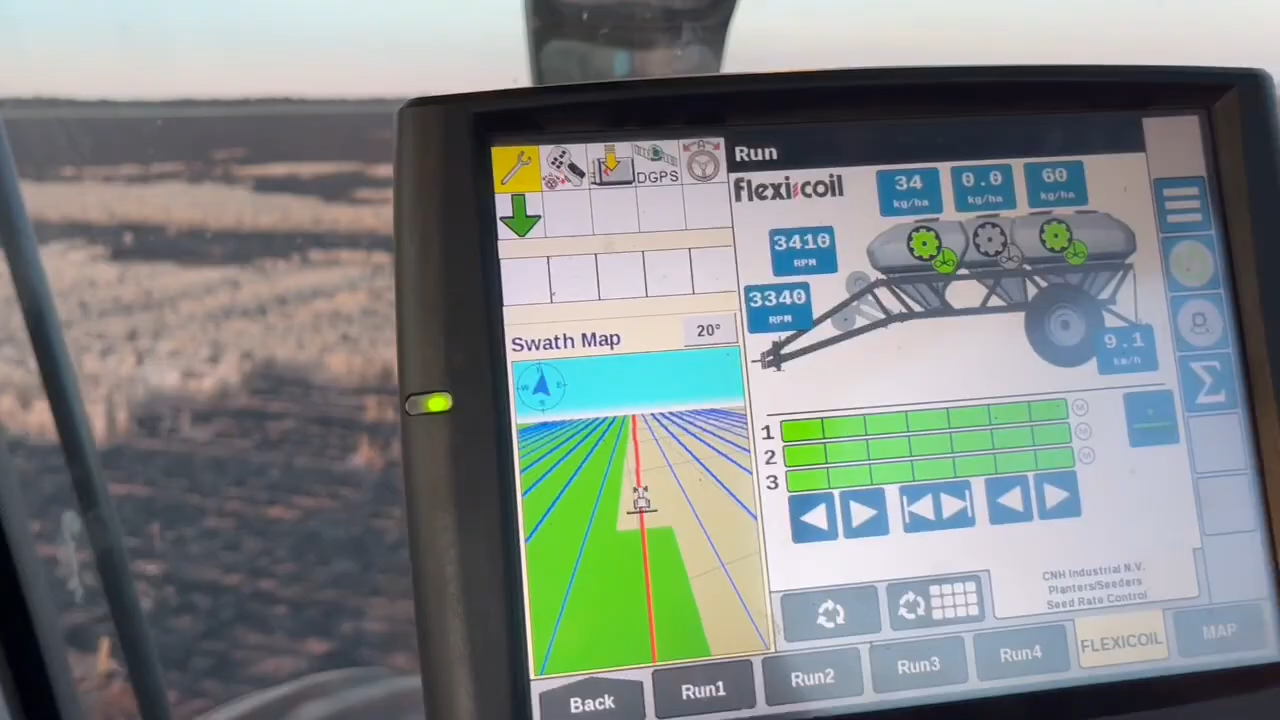 Run
DGPS
flexi-coil
34
kg/ha
0.0
kg/ha
60
kg/ha
3410
RPM
3340
RPM
9.1
km/h
Swath Map
20°
N
W
E
S
1
2
3
M
M
M
CNH Industrial N.V.
Planters/Seeders
Seed Rate Control
Back
Run1
Run2
Run3
Run4
FLEXICOIL
MAP